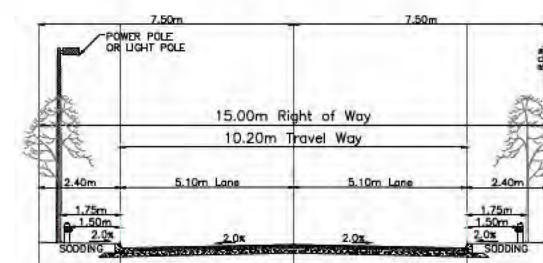 7.50m 7.50m
POWER POLE
OR LIGHT POLE
15.00m Right of Way
10.20m Travel Way
2.40m 5.10m Lane 5.10m Lane 2.40m
1.75m 1.75m
1.50m 1.50m
2.0% 2.0% 2.0% 2.0%
SODDING SODDING